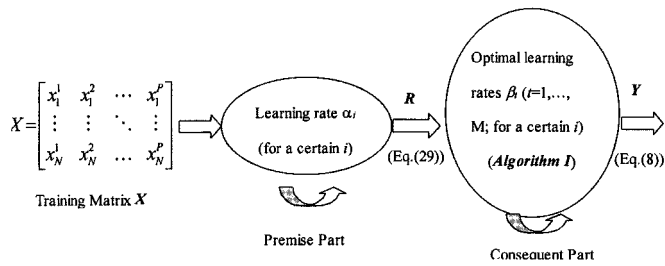 X = [ x_1^1 x_1^2 ⋯ x_1^P
⋮ ⋮ ⋱ ⋮
x_N^1 x_N^2 … x_N^P ]
Training Matrix X
Learning rate α_i
(for a certain i)
Premise Part
R
(Eq.(29))
Optimal learning
rates β_t (t=1,…,
M; for a certain i)
(Algorithm I)
Consequent Part
Y
(Eq.(8))